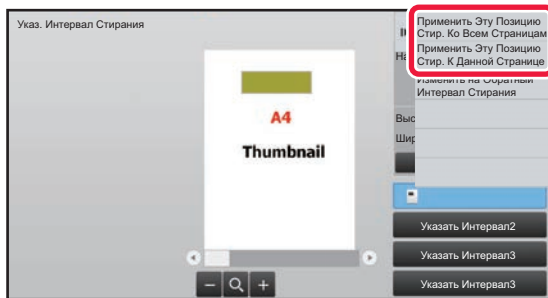 Указ. Интервал Стирания
Применить Эту Позицию
Стир. Ко Всем Страницам
Применить Эту Позицию
Стир. К Данной Странице
Изменить на Обратный
Интервал Стирания
A4
Thumbnail
Указать Интервал2
Указать Интервал3
Указать Интервал3